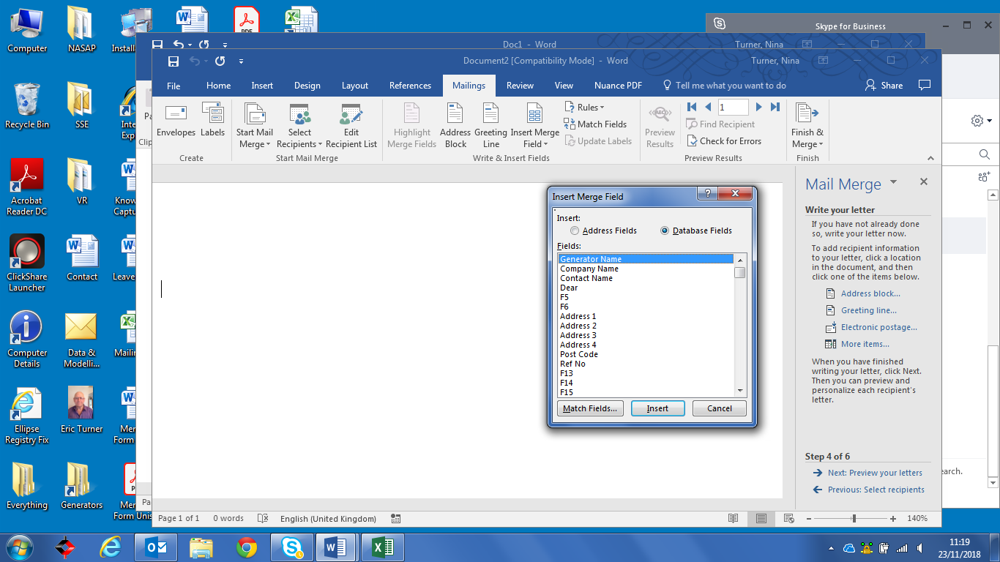 Computer
NASAP
Install
PDF
Skype for Business
Doc1 - Word
Turner, Nina
Document2 [Compatibility Mode] - Word
Turner, Nina
File
Home
Insert
Design
Layout
References
Mailings
Review
View
Nuance PDF
Tell me what you want to do
Share
Envelopes
Labels
Start Mail
Merge
Select
Recipients
Edit
Recipient List
Highlight
Merge Fields
Address
Block
Greeting
Line
Insert Merge
Field
Rules
Match Fields
Update Labels
ABC
Preview
Results
1
Find Recipient
Check for Errors
Finish &
Merge
Create
Start Mail Merge
Write & Insert Fields
Preview Results
Finish
Pa
Clip
Recycle Bin
SSE
Inte
Exp
Acrobat
Reader DC
VR
Know
Captu
ClickShare
Launcher
Contact
Leave
Computer
Details
Data &
Modelli...
Mailin
Ellipse
Registry Fix
Eric Turner
Mer
Form
Everything
Generators
Mer
Form Unis
Insert Merge Field
Insert:
Address Fields
Database Fields
Fields:
Generator Name
Company Name
Contact Name
Dear
F5
F6
Address 1
Address 2
Address 3
Address 4
Post Code
Ref No
F13
F14
F15
Match Fields...
Insert
Cancel
Mail Merge
Write your letter
If you have not already done
so, write your letter now.
To add recipient information
to your letter, click a location
in the document, and then
click one of the items below.
Address block...
Greeting line...
Electronic postage...
More items...
When you have finished
writing your letter, click Next.
Then you can preview and
personalize each recipient's
letter.
Step 4 of 6
Next: Preview your letters
Previous: Select recipients
earch.
Pa
Page 1 of 1
0 words
English (United Kingdom)
140%
11:19
23/11/2018